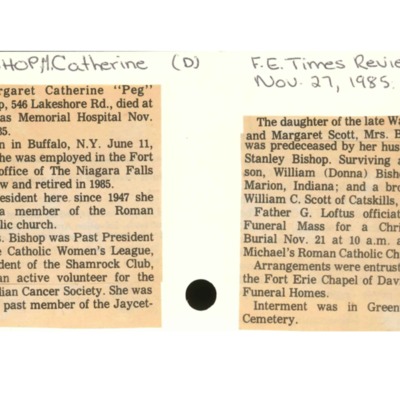 HOP, M. Catherine (D)
F.E. Times Revie
Nov. 27, 1985.
rgaret Catherine "Peg"
p, 546 Lakeshore Rd., died at
as Memorial Hospital Nov.
85.
n in Buffalo, N.Y. June 11,
he was employed in the Fort
office of The Niagara Falls
w and retired in 1985.
esident here since 1947 she
a member of the Roman
lic church.
s. Bishop was Past President
e Catholic Women's League,
dent of the Shamrock Club,
an active volunteer for the
dian Cancer Society. She was
past member of the Jaycet-
The daughter of the late Wa
and Margaret Scott, Mrs. B
was predeceased by her hus
Stanley Bishop. Surviving a
son, William (Donna) Bish
Marion, Indiana; and a bro
William C. Scott of Catskills,
Father G. Loftus officiat
Funeral Mass for a Chri
Burial Nov. 21 at 10 a.m. a
Michael's Roman Catholic Ch
Arrangements were entrust
the Fort Erie Chapel of Dav
Funeral Homes.
Interment was in Green
Cemetery.